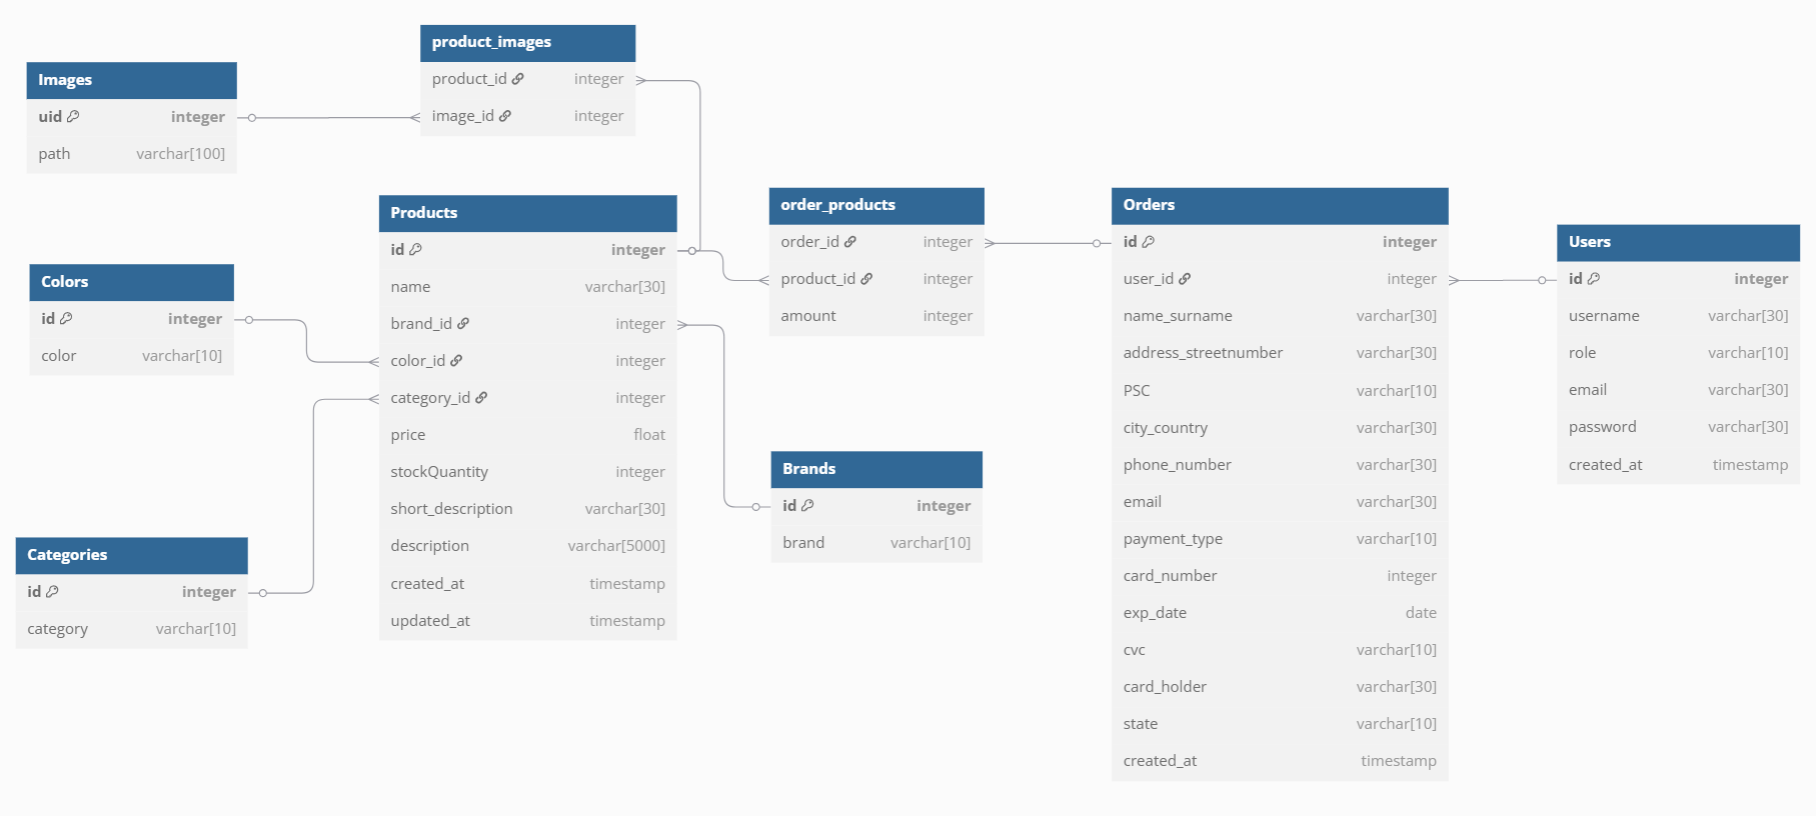 product_images
product_id integer
image_id integer
Images
uid integer
path varchar[100]
Products
id integer
name varchar[30]
brand_id integer
color_id integer
category_id integer
price float
stockQuantity integer
short_description varchar[30]
description varchar[5000]
created_at timestamp
updated_at timestamp
Colors
id integer
color varchar[10]
Categories
id integer
category varchar[10]
order_products
order_id integer
product_id integer
amount integer
Brands
id integer
brand varchar[10]
Orders
id integer
user_id integer
name_surname varchar[30]
address_streetnumber varchar[30]
PSC varchar[10]
city_country varchar[30]
phone_number varchar[30]
email varchar[30]
payment_type varchar[10]
card_number integer
exp_date date
cvc varchar[10]
card_holder varchar[30]
state varchar[10]
created_at timestamp
Users
id integer
username varchar[30]
role varchar[10]
email varchar[30]
password varchar[30]
created_at timestamp